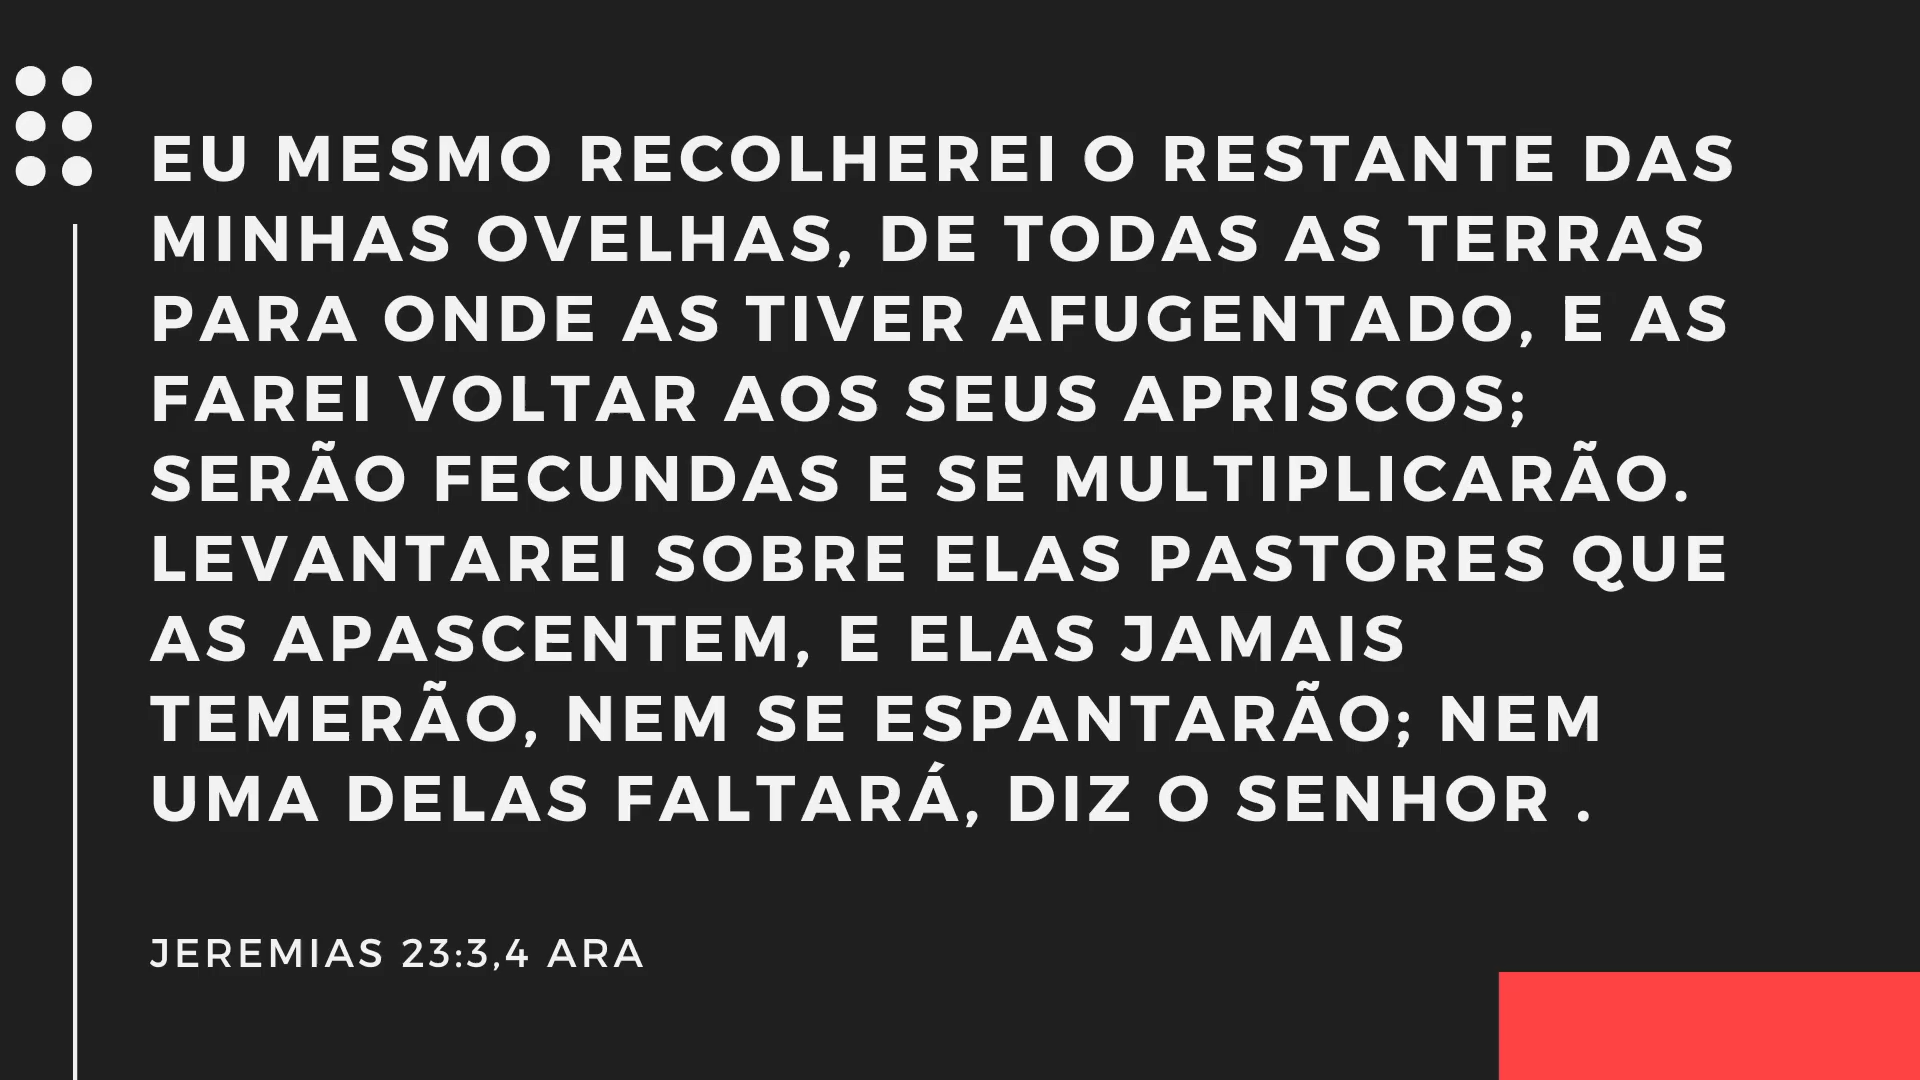 EU MESMO RECOLHEREI O RESTANTE DAS
MINHAS OVELHAS, DE TODAS AS TERRAS
PARA ONDE AS TIVER AFUGENTADO, E AS
FAREI VOLTAR AOS SEUS APRISCOS;
SERÃO FECUNDAS E SE MULTIPLICARÃO.
LEVANTAREI SOBRE ELAS PASTORES QUE
AS APASCENTEM, E ELAS JAMAIS
TEMERÃO, NEM SE ESPANTARÃO; NEM
UMA DELAS FALTARÁ, DIZ O SENHOR .
JEREMIAS 23:3,4 ARA